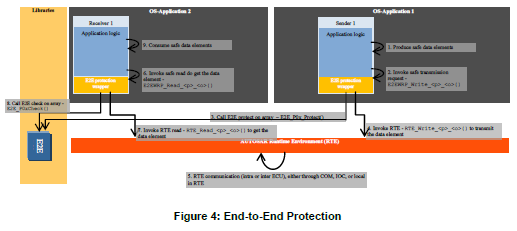 Libraries
OS-Application 2
OS-Application 1
Receiver 1
Application logic
9. Consume safe data elements
6. Invoke safe read do get the data
element -
E2EWRP_Read_<p>_<o>()
E2E protection
wrapper
Sender 1
Application logic
1. Produce safe data elements
2. Invoke safe transmission
request -
E2EWRP_Write_<p>_<o>()
E2E protection
wrapper
8. Call E2E check on array -
E2E_PXXCheck()
3. Call E2E protect on array – E2E_PXX_Protect()
E2E
7. Invoke RTE read - RTE_Read_<p>_<o>() to get the
data element
4. Invoke RTE - RTE_Write_<p>_<o>() to transmit
the data element
AUTOSAR Runtime Environment (RTE)
5. RTE communication (intra or inter ECU), either through COM, IOC, or local
in RTE
Figure 4: End-to-End Protection